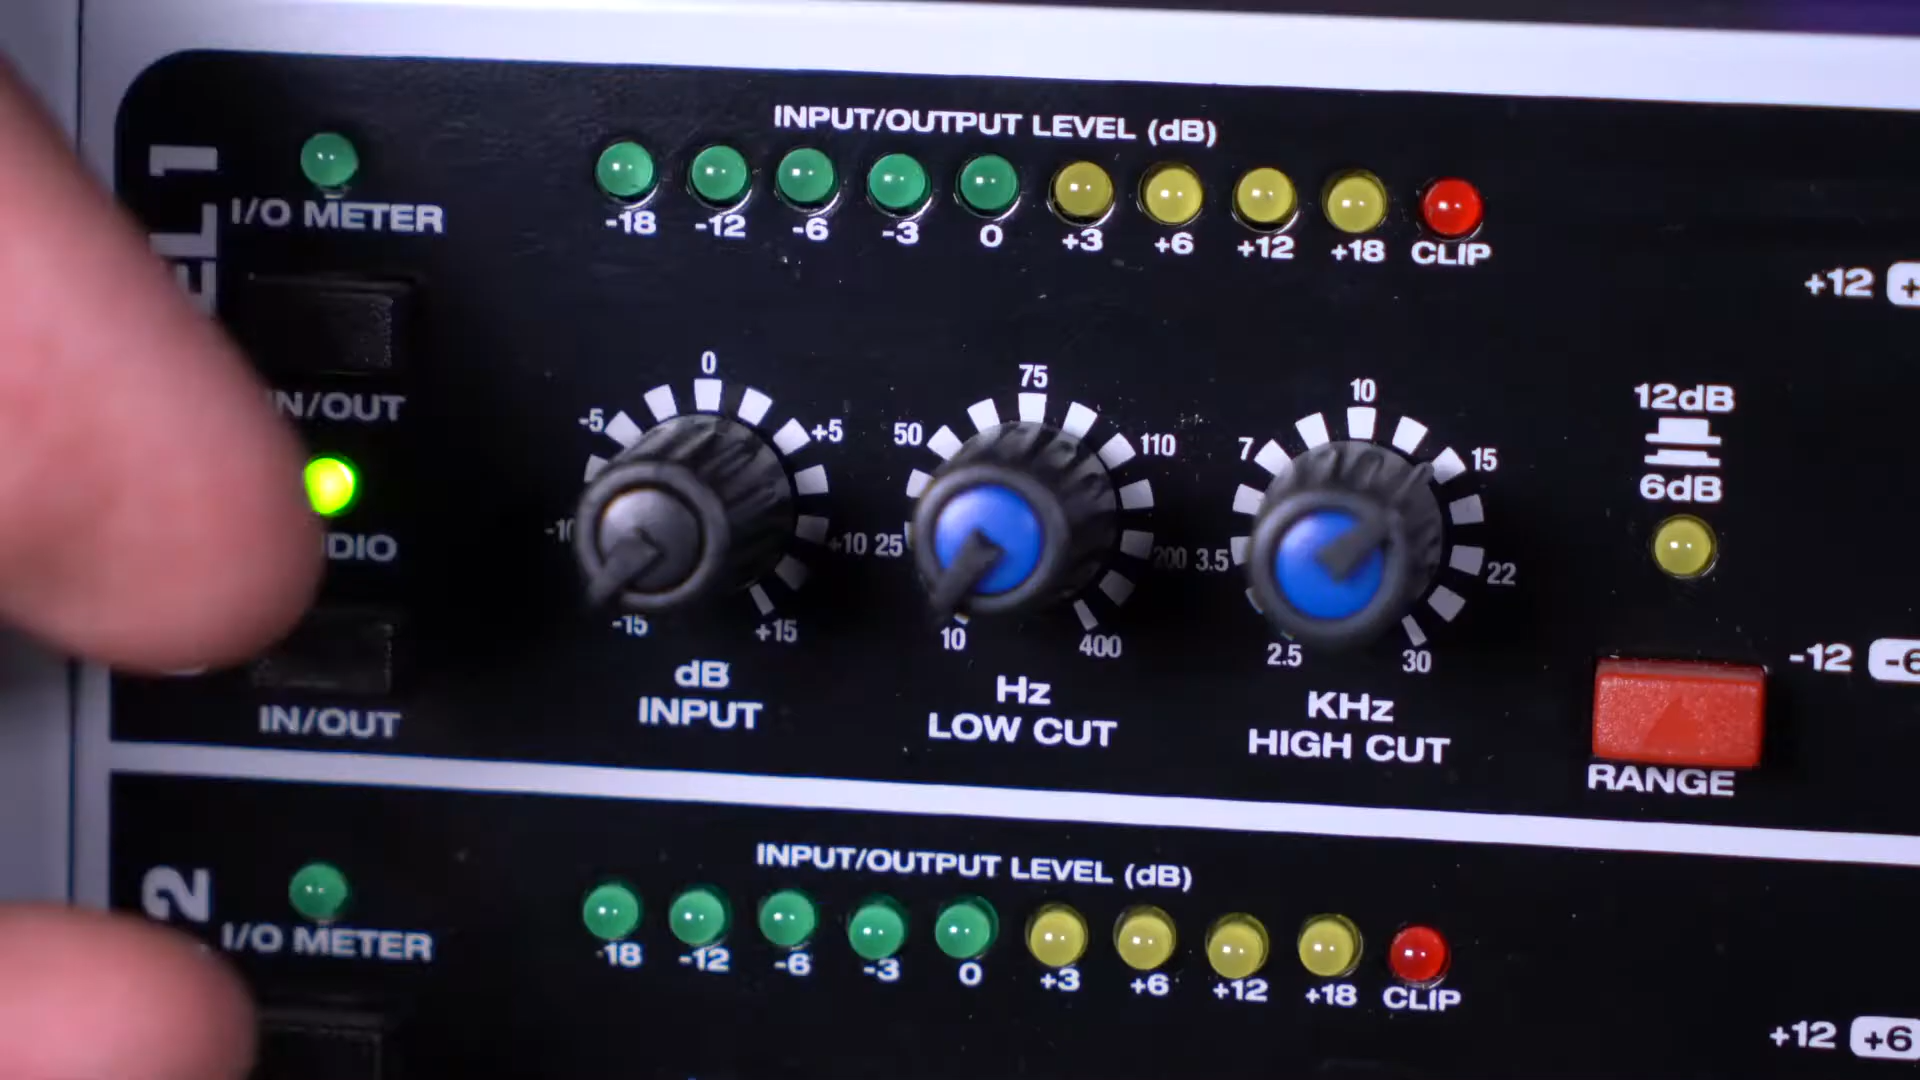 INPUT/OUTPUT LEVEL (dB)
1
I/O METER
-18 -12 -6 -3 0 +3 +6 +12 +18 CLIP
+12
IN/OUT
0
-5 +5
-15 +15
+10
dB
INPUT
75
50 110
25 200
10 400
Hz
LOW CUT
10
7 15
3.5 22
2.5 30
KHz
HIGH CUT
12dB
6dB
RANGE
-12
IN/OUT
INPUT/OUTPUT LEVEL (dB)
2
I/O METER
-18 -12 -6 -3 0 +3 +6 +12 +18 CLIP
+12 +6